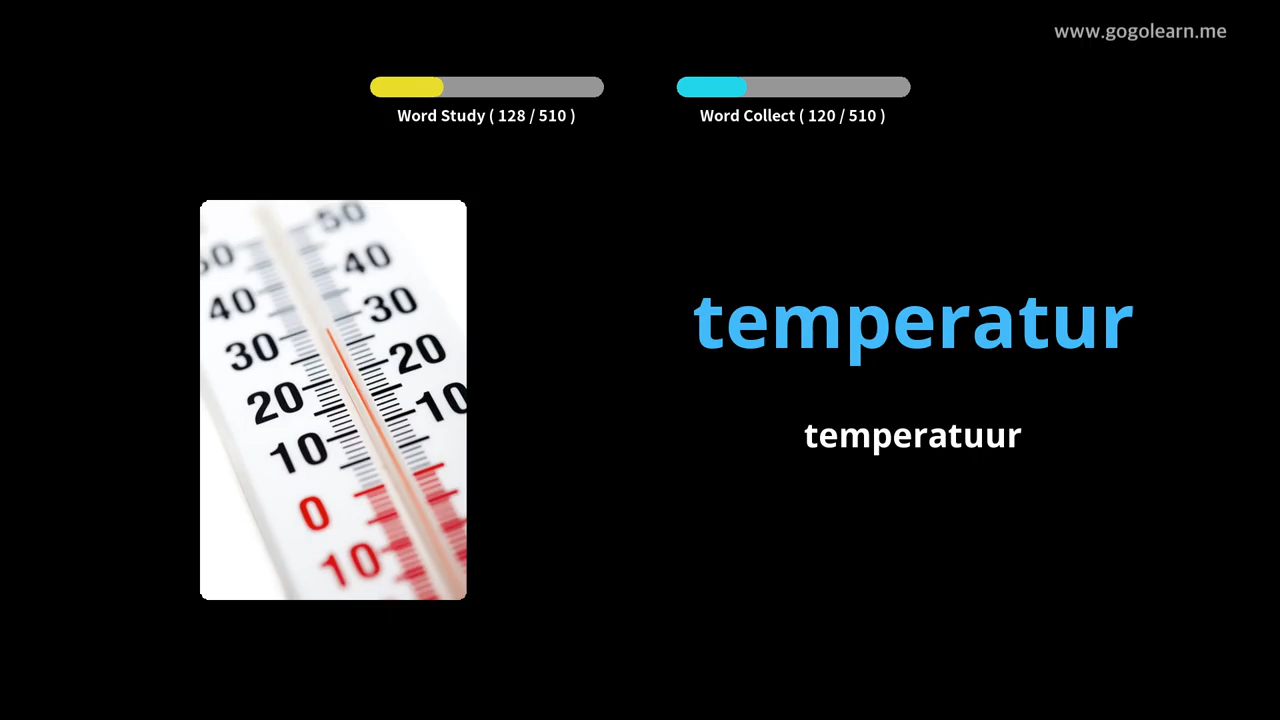 www.gogolearn.me
Word Study ( 128 / 510 )
Word Collect ( 120 / 510 )
50
50
40
40
30
30
20
20
10
10
0
10
temperatur
temperatuur